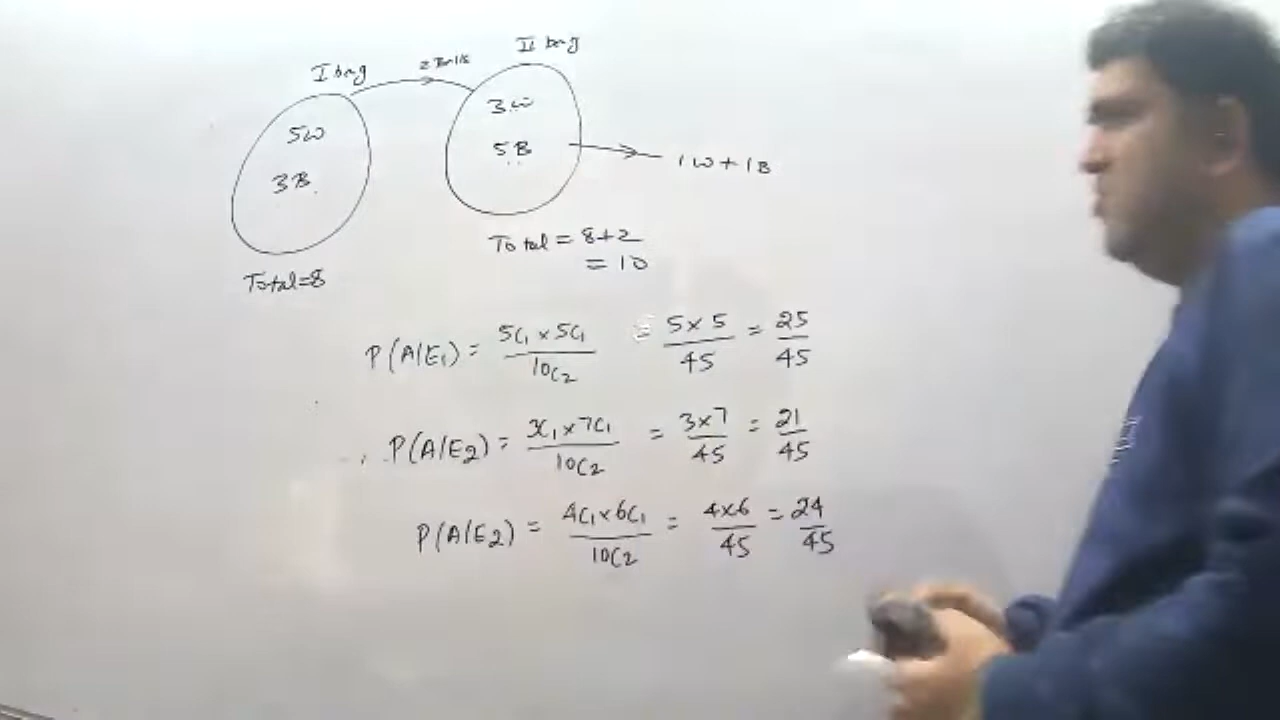 I bag
2 Balls
II bag
5W
3B
3W
5B
1W + 1B
Total = 8
Total = 8+2
= 10
P(A/E1) = 5C1 × 5C1 / 10C2 = 5×5 / 45 = 25 / 45
P(A/E2) = 3C1 × 7C1 / 10C2 = 3×7 / 45 = 21 / 45
P(A/E2) = 4C1 × 6C1 / 10C2 = 4×6 / 45 = 24 / 45